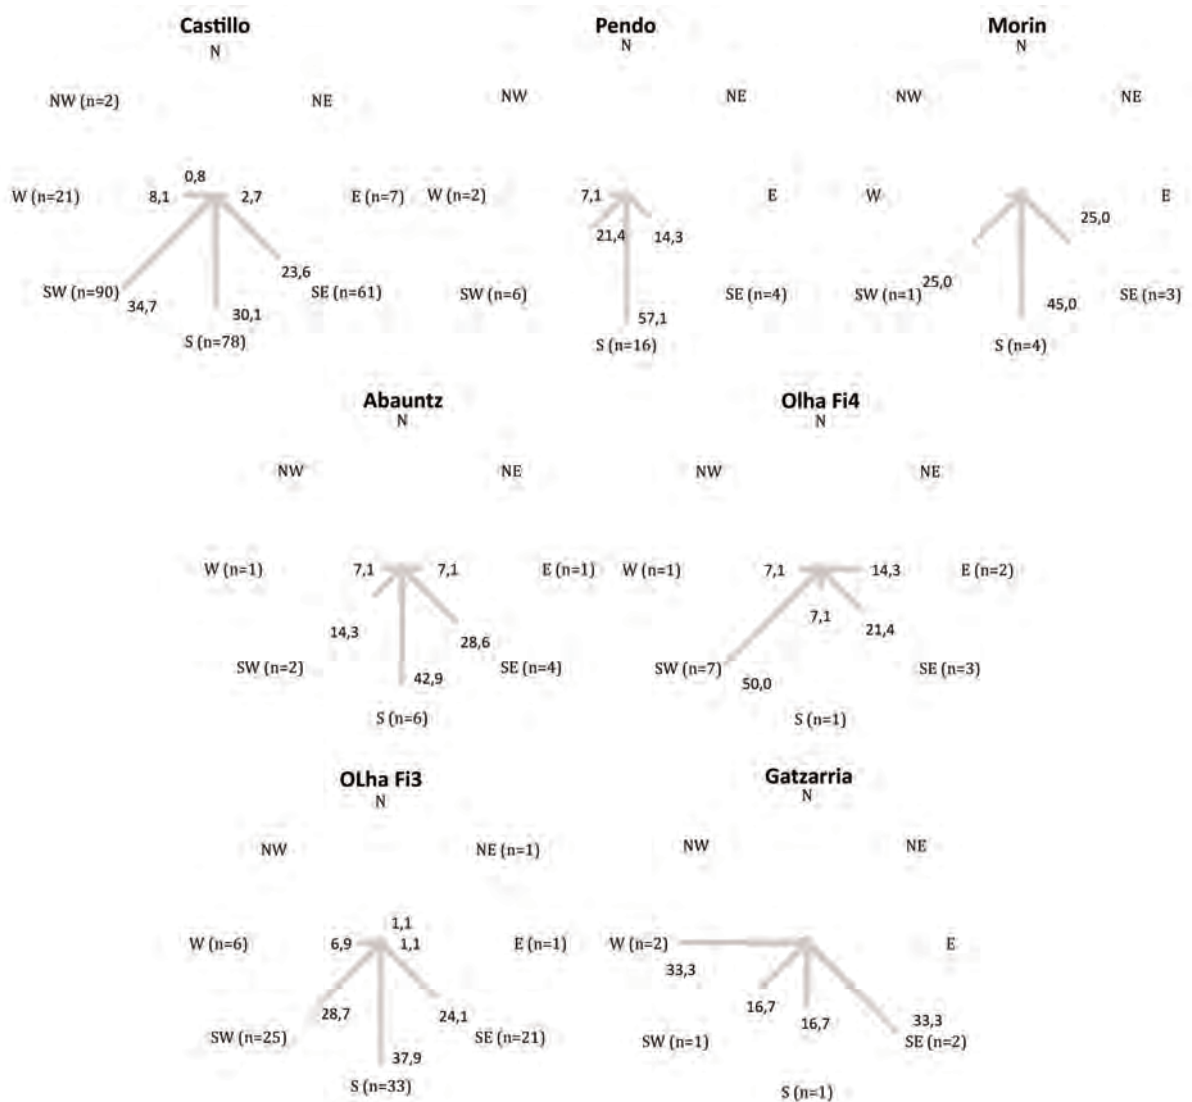 Castillo
N
NW (n=2)
NE
0,8
W (n=21)
8,1
2,7
E (n=7)
23,6
SW (n=90)
34,7
SE (n=61)
30,1
S (n=78)
Pendo
N
NW
NE
W (n=2)
7,1
E
21,4
14,3
SW (n=6)
SE (n=4)
57,1
S (n=16)
Morin
N
NW
NE
W
E
25,0
25,0
SW (n=1)
SE (n=3)
45,0
S (n=4)
Abauntz
N
NW
NE
W (n=1)
7,1
7,1
E (n=1)
14,3
28,6
SW (n=2)
SE (n=4)
42,9
S (n=6)
Olha Fi4
N
NW
NE
W (n=1)
7,1
14,3
E (n=2)
7,1
21,4
SW (n=7)
50,0
SE (n=3)
S (n=1)
OLha Fi3
N
NW
NE (n=1)
1,1
W (n=6)
6,9
1,1
E (n=1)
28,7
24,1
SW (n=25)
SE (n=21)
37,9
S (n=33)
Gatzarria
N
NW
NE
W (n=2)
E
33,3
16,7
16,7
33,3
SW (n=1)
SE (n=2)
S (n=1)